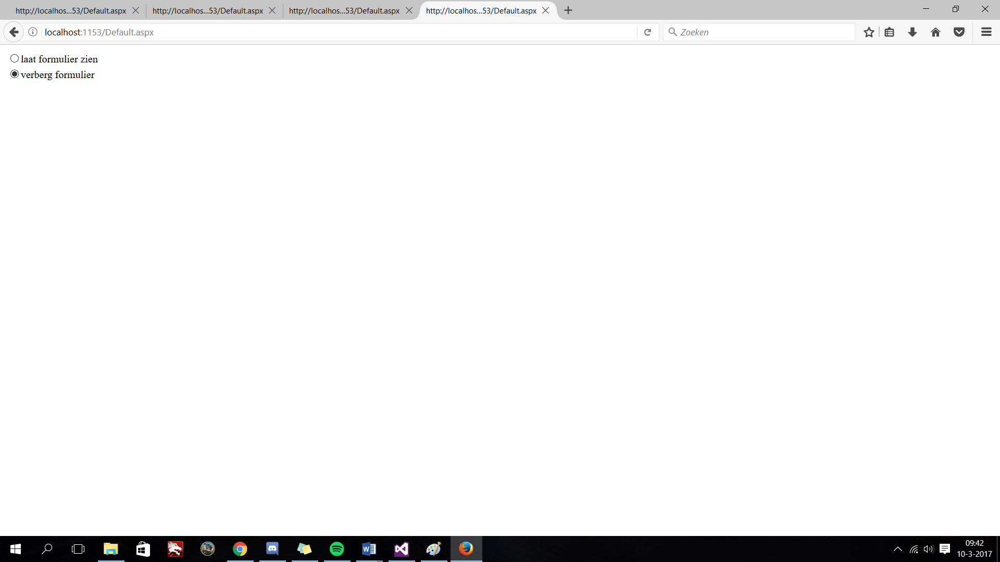 http://localhos...53/Default.aspx http://localhos...53/Default.aspx http://localhos...53/Default.aspx http://localhos...53/Default.aspx
localhost:1153/Default.aspx Zoeken
laat formulier zien
verberg formulier
09:42
10-3-2017